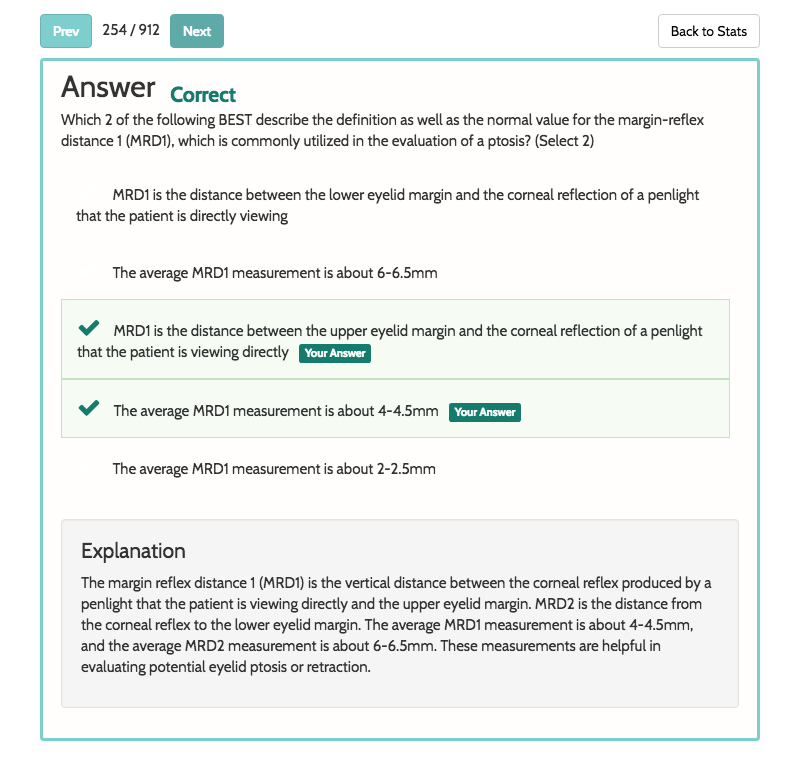 Prev 254 / 912 Next Back to Stats
Answer Correct
Which 2 of the following BEST describe the definition as well as the normal value for the margin-reflex
distance 1 (MRD1), which is commonly utilized in the evaluation of a ptosis? (Select 2)
MRD1 is the distance between the lower eyelid margin and the corneal reflection of a penlight
that the patient is directly viewing
The average MRD1 measurement is about 6-6.5mm
MRD1 is the distance between the upper eyelid margin and the corneal reflection of a penlight
that the patient is viewing directly Your Answer
The average MRD1 measurement is about 4-4.5mm Your Answer
The average MRD1 measurement is about 2-2.5mm
Explanation
The margin reflex distance 1 (MRD1) is the vertical distance between the corneal reflex produced by a
penlight that the patient is viewing directly and the upper eyelid margin. MRD2 is the distance from
the corneal reflex to the lower eyelid margin. The average MRD1 measurement is about 4-4.5mm,
and the average MRD2 measurement is about 6-6.5mm. These measurements are helpful in
evaluating potential eyelid ptosis or retraction.